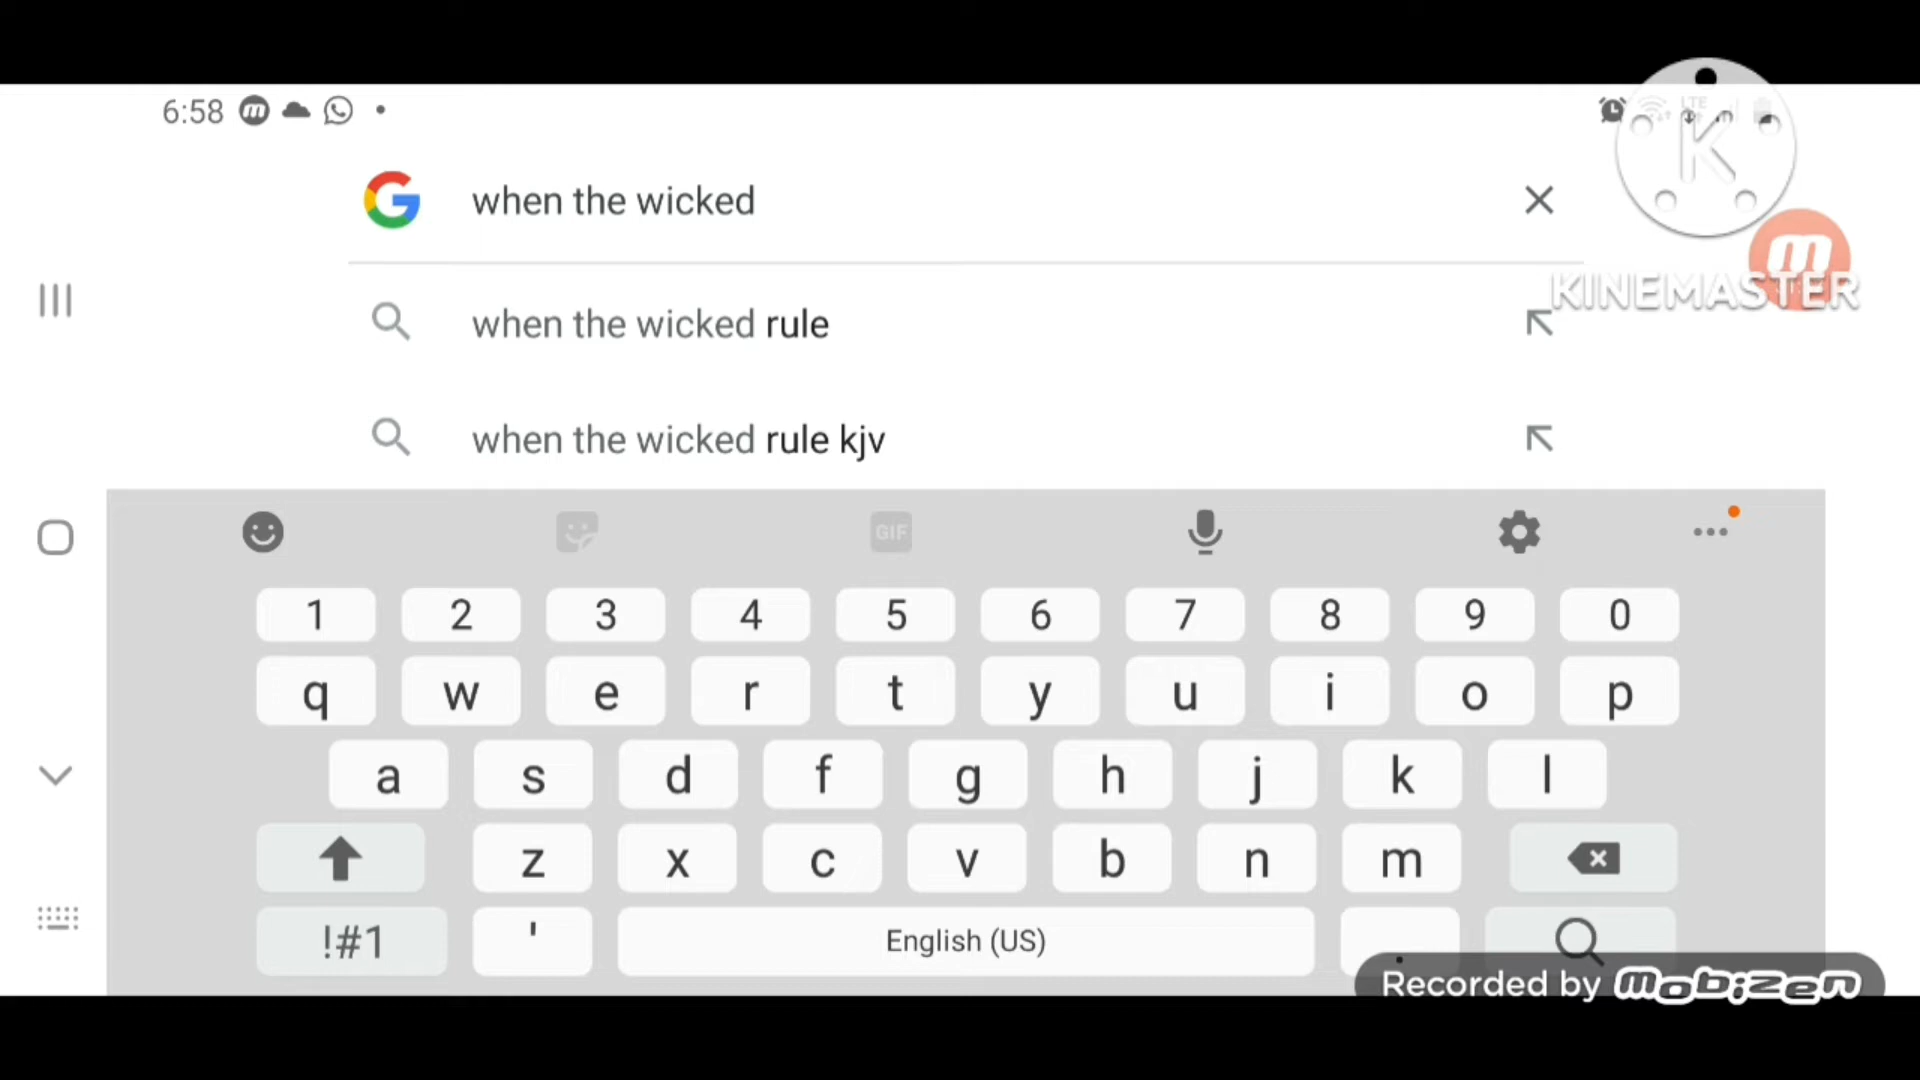 6:58
LTE
when the wicked
KINEMASTER
when the wicked rule
when the wicked rule kjv
GIF
1 2 3 4 5 6 7 8 9 0
q w e r t y u i o p
a s d f g h j k l
z x c v b n m
!#1 ' English (US) .
Recorded by mobizen